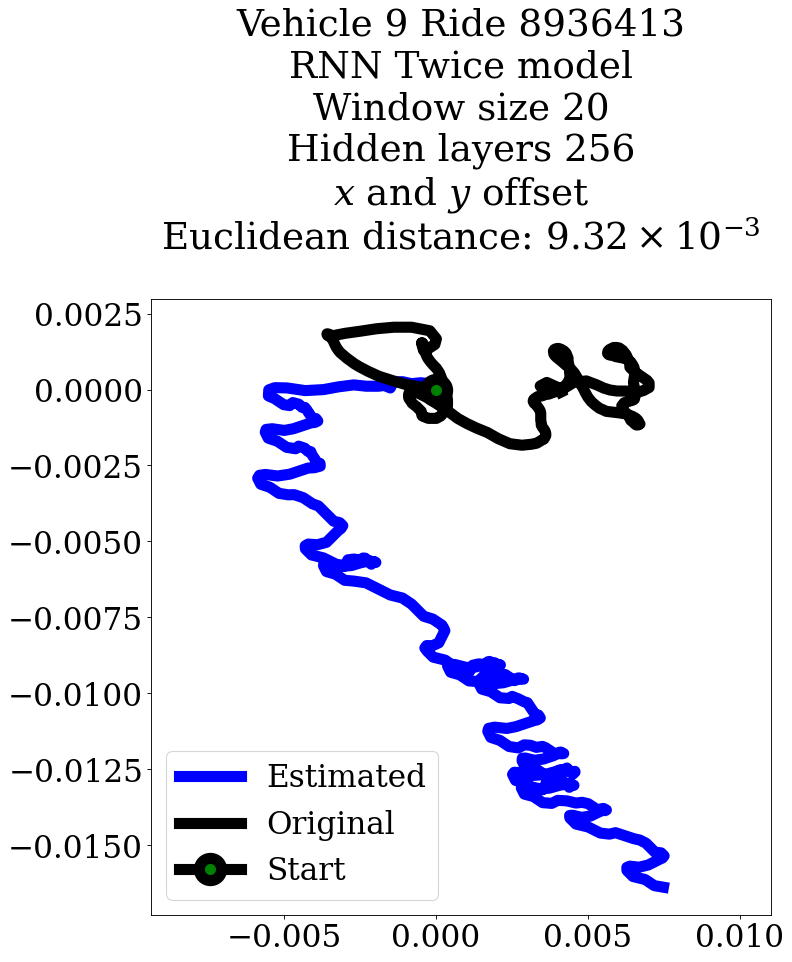 Vehicle 9 Ride 8936413
RNN Twice model
Window size 20
Hidden layers 256
x and y offset
Euclidean distance: 9.32 × 10⁻³
0.0025
0.0000
−0.0025
−0.0050
−0.0075
−0.0100
−0.0125
−0.0150
Estimated
Original
Start
−0.005 0.000 0.005 0.010